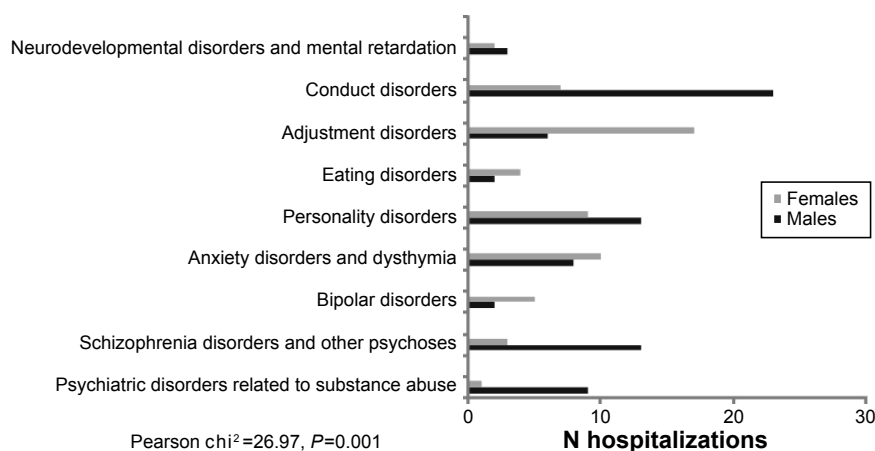 Neurodevelopmental disorders and mental retardation
Conduct disorders
Adjustment disorders
Eating disorders
Personality disorders
Anxiety disorders and dysthymia
Bipolar disorders
Schizophrenia disorders and other psychoses
Psychiatric disorders related to substance abuse
Females
Males
0 10 20 30
N hospitalizations
Pearson chi²=26.97, P=0.001